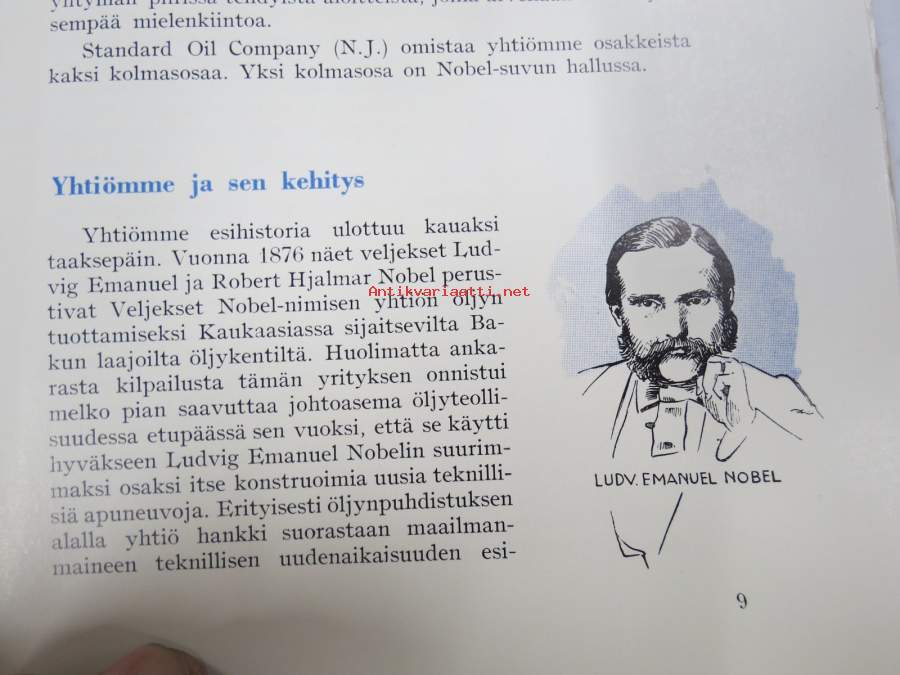 yhtymän piirissä tehdyistä aloitteista,
sempää mielenkiintoa.
Standard Oil Company (N.J.) omistaa yhtiömme osakkeista
kaksi kolmasosaa. Yksi kolmasosa on Nobel-suvun hallussa.
Yhtiömme ja sen kehitys
Yhtiömme esihistoria ulottuu kauaksi
taaksepäin. Vuonna 1876 näet veljekset Lud-
vig Emanuel ja Robert Hjalmar Nobel perus-
tivat Veljekset Nobel-nimisen yhtiön öljyn
tuottamiseksi Kaukaasiassa sijaitsevilta Ba-
kun laajoilta öljykentiltä. Huolimatta anka-
rasta kilpailusta tämän yrityksen onnistui
melko pian saavuttaa johtoasema öljyteolli-
suudessa etupäässä sen vuoksi, että se käytti
hyväkseen Ludvig Emanuel Nobelin suurim-
maksi osaksi itse konstruoimia uusia teknilli-
siä apuneuvoja. Erityisesti öljynpuhdistuksen
alalla yhtiö hankki suorastaan maailman-
maineen teknillisen uudenaikaisuuden esi-
Antikvariaatti.net
LUDV. EMANUEL NOBEL
9